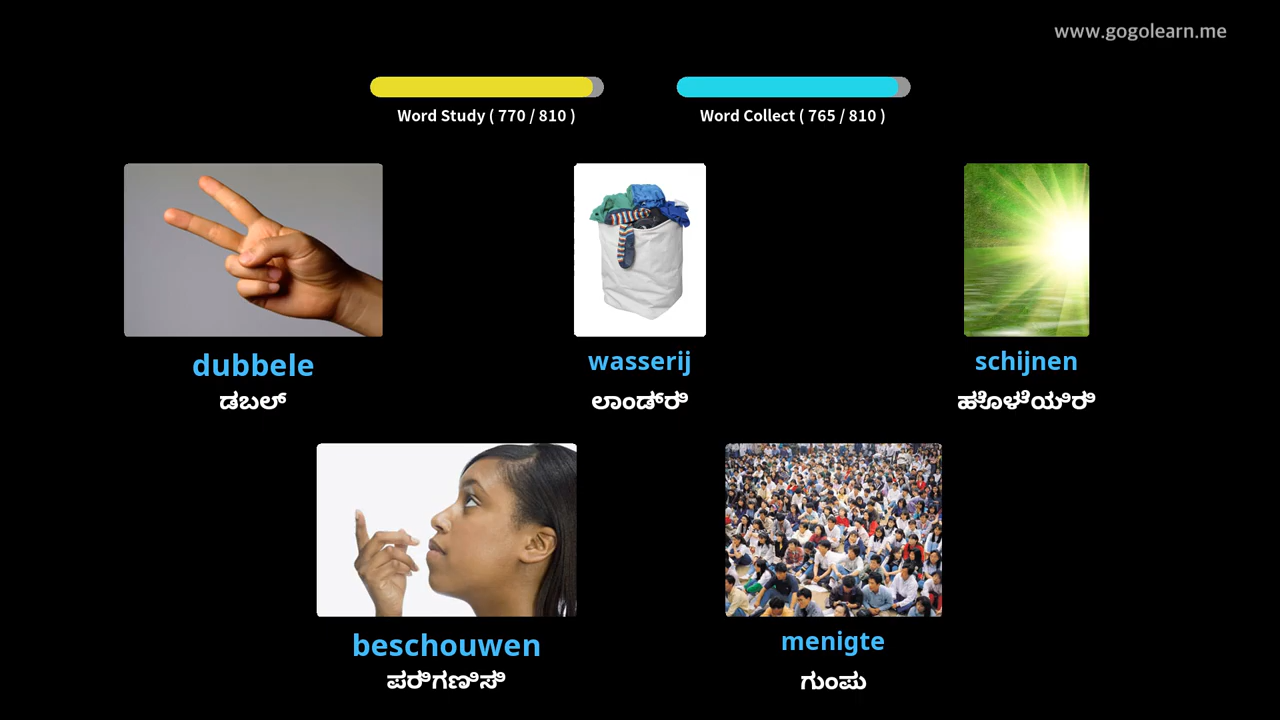 www.gogolearn.me
Word Study ( 770 / 810 )
Word Collect ( 765 / 810 )
dubbele
ಡಬಲ್
wasserij
ಲಾಂಡ್ರಿ
schijnen
ಹೊಳೆಯಿರಿ
beschouwen
ಪರಿಗಣಿಸಿ
menigte
ಗುಂಪು